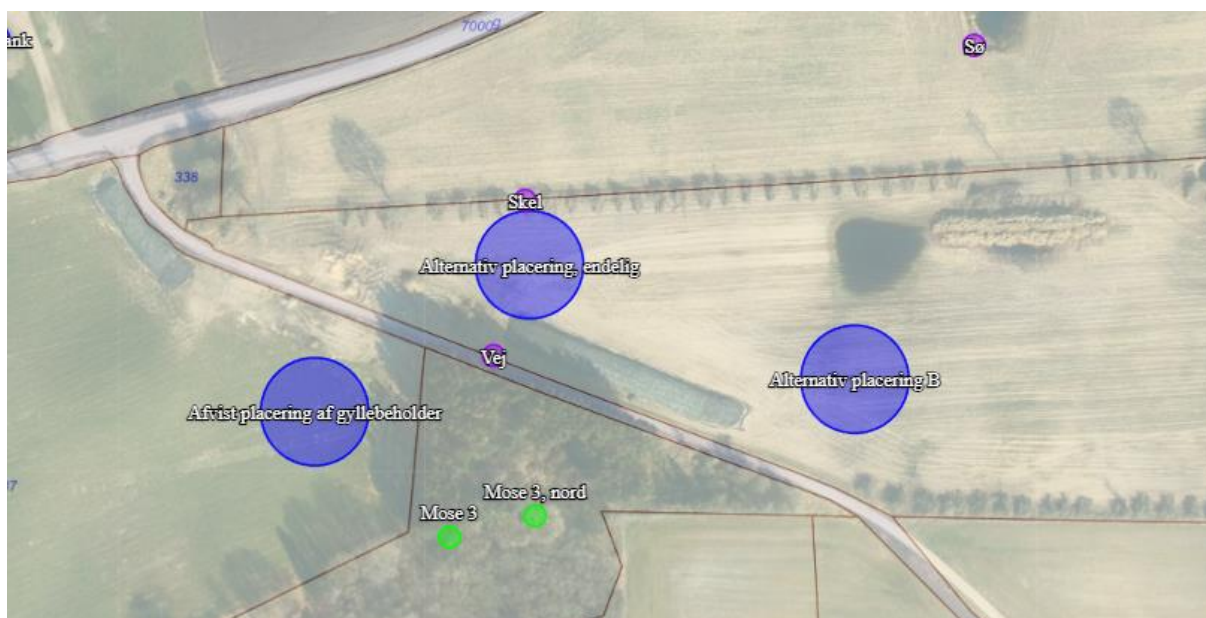 7000g
ank
Sø
338
Skel
Alternativ placering, endelig
Vej
Alternativ placering B
Afvist placering af gyllebeholder
Mose 3, nord
Mose 3